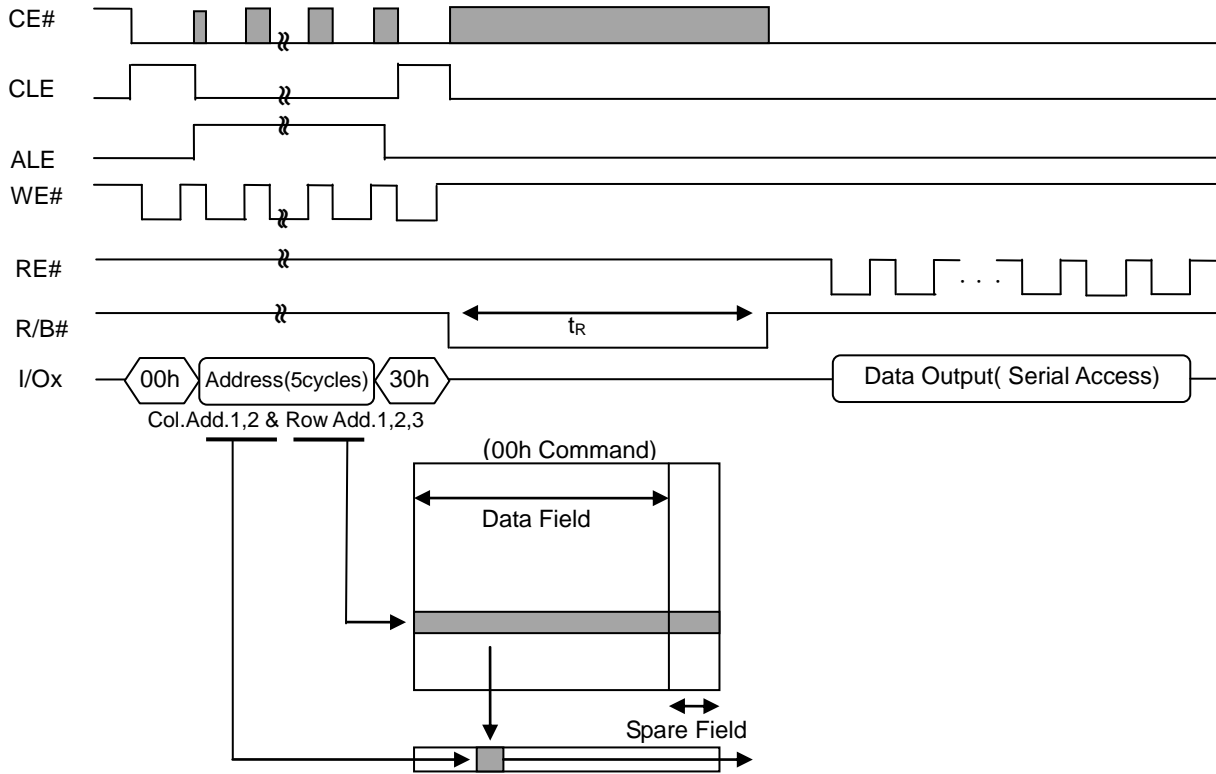 CE#
CLE
ALE
WE#
RE#
. . .
R/B#
tR
I/Ox
00h
Address(5cycles)
30h
Data Output( Serial Access)
Col.Add.1,2 & Row Add.1,2,3
(00h Command)
Data Field
Spare Field